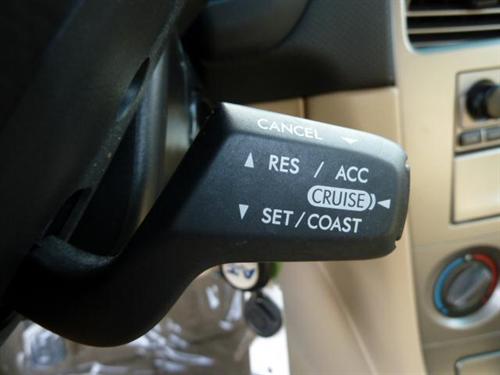 CANCEL
RES / ACC
CRUISE
SET/COAST